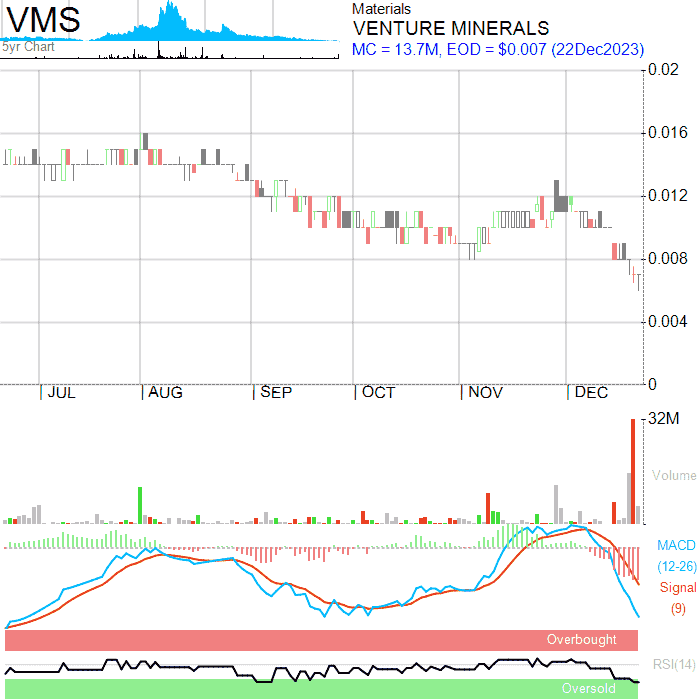 VMS
5yr Chart
Materials
VENTURE MINERALS
MC = 13.7M, EOD = $0.007 (22Dec2023)
0.02
0.016
0.012
0.008
0.004
0
JUL AUG SEP OCT NOV DEC
32M
Volume
MACD
(12-26)
Signal
(9)
Overbought
RSI(14)
Oversold